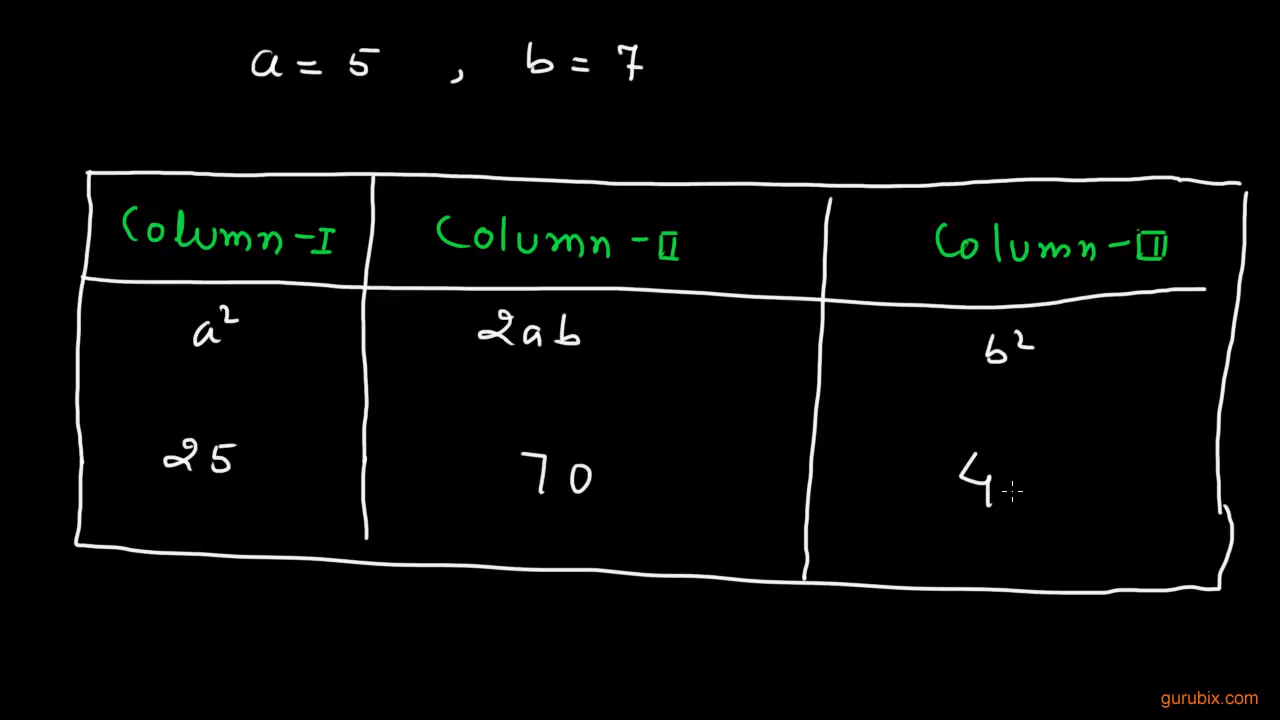 a = 5 , b = 7
Column-I Column-II Column-III
a² 2ab b²
25 70 4
gurubix.com